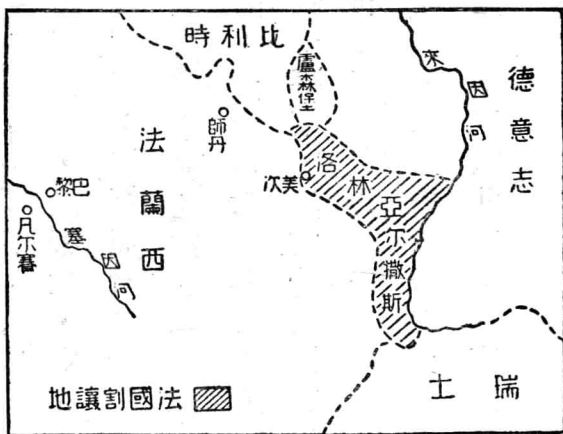 比利時
盧森堡
來因河
德意志
師丹
法蘭西
洛林
美次
亞尔撒斯
巴黎
凡尔賽
塞因河
瑞士
法國割讓地